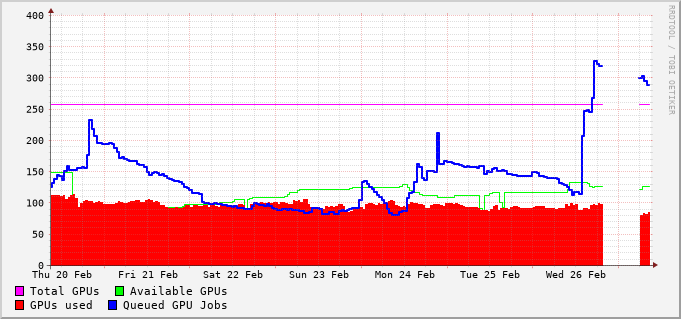 400
350
300
250
200
150
100
50
0
Thu 20 Feb Fri 21 Feb Sat 22 Feb Sun 23 Feb Mon 24 Feb Tue 25 Feb Wed 26 Feb
Total GPUs Available GPUs
GPUs used Queued GPU Jobs
RRDTOOL / TOBI OETIKER